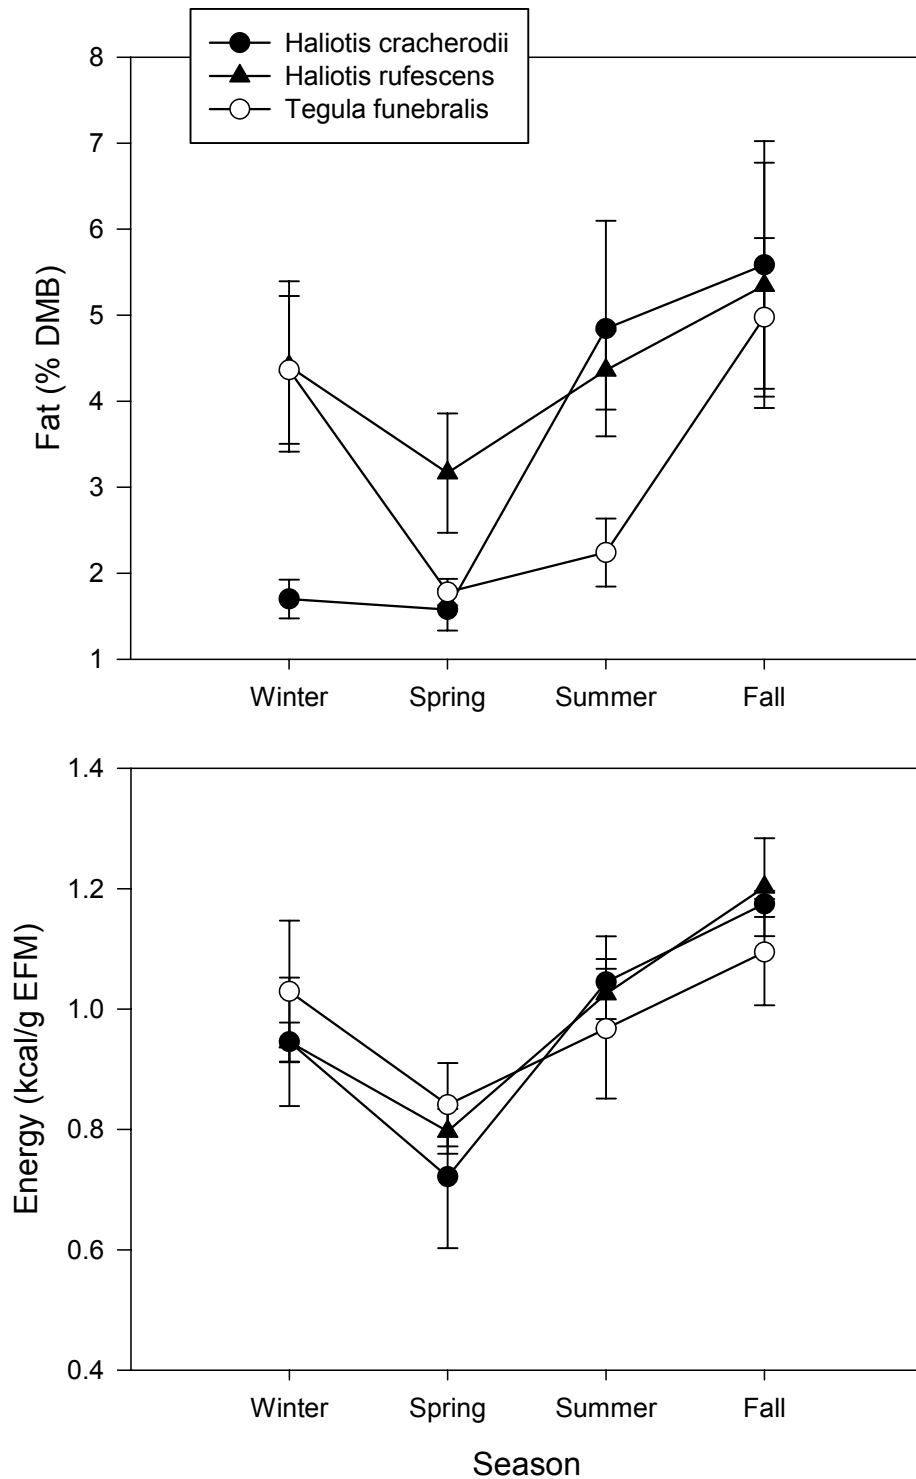 Haliotis cracherodii
Haliotis rufescens
Tegula funebralis
8
7
6
5
4
3
2
1
Fat (% DMB)
Winter Spring Summer Fall
1.4
1.2
1.0
0.8
0.6
0.4
Energy (kcal/g EFM)
Winter Spring Summer Fall
Season